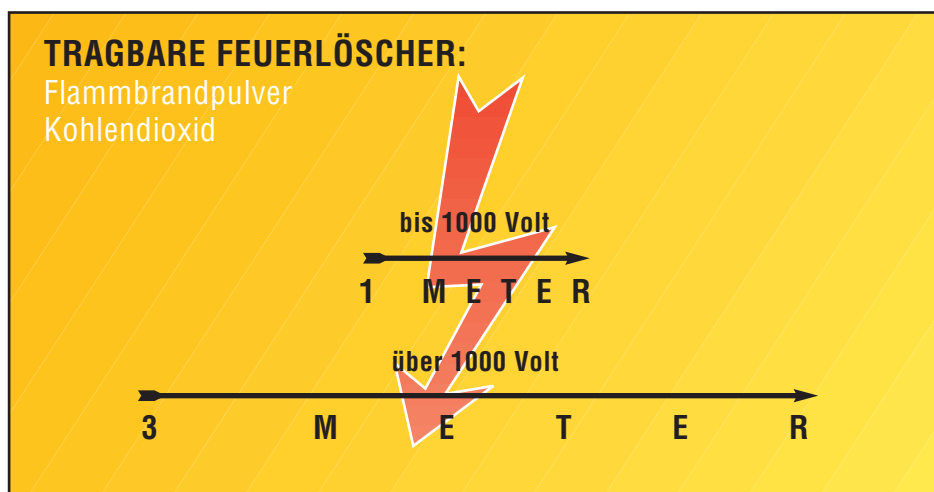 TRAGBARE FEUERLÖSCHER:
Flammbrandpulver
Kohlendioxid
bis 1000 Volt
1 METER
über 1000 Volt
3 METER